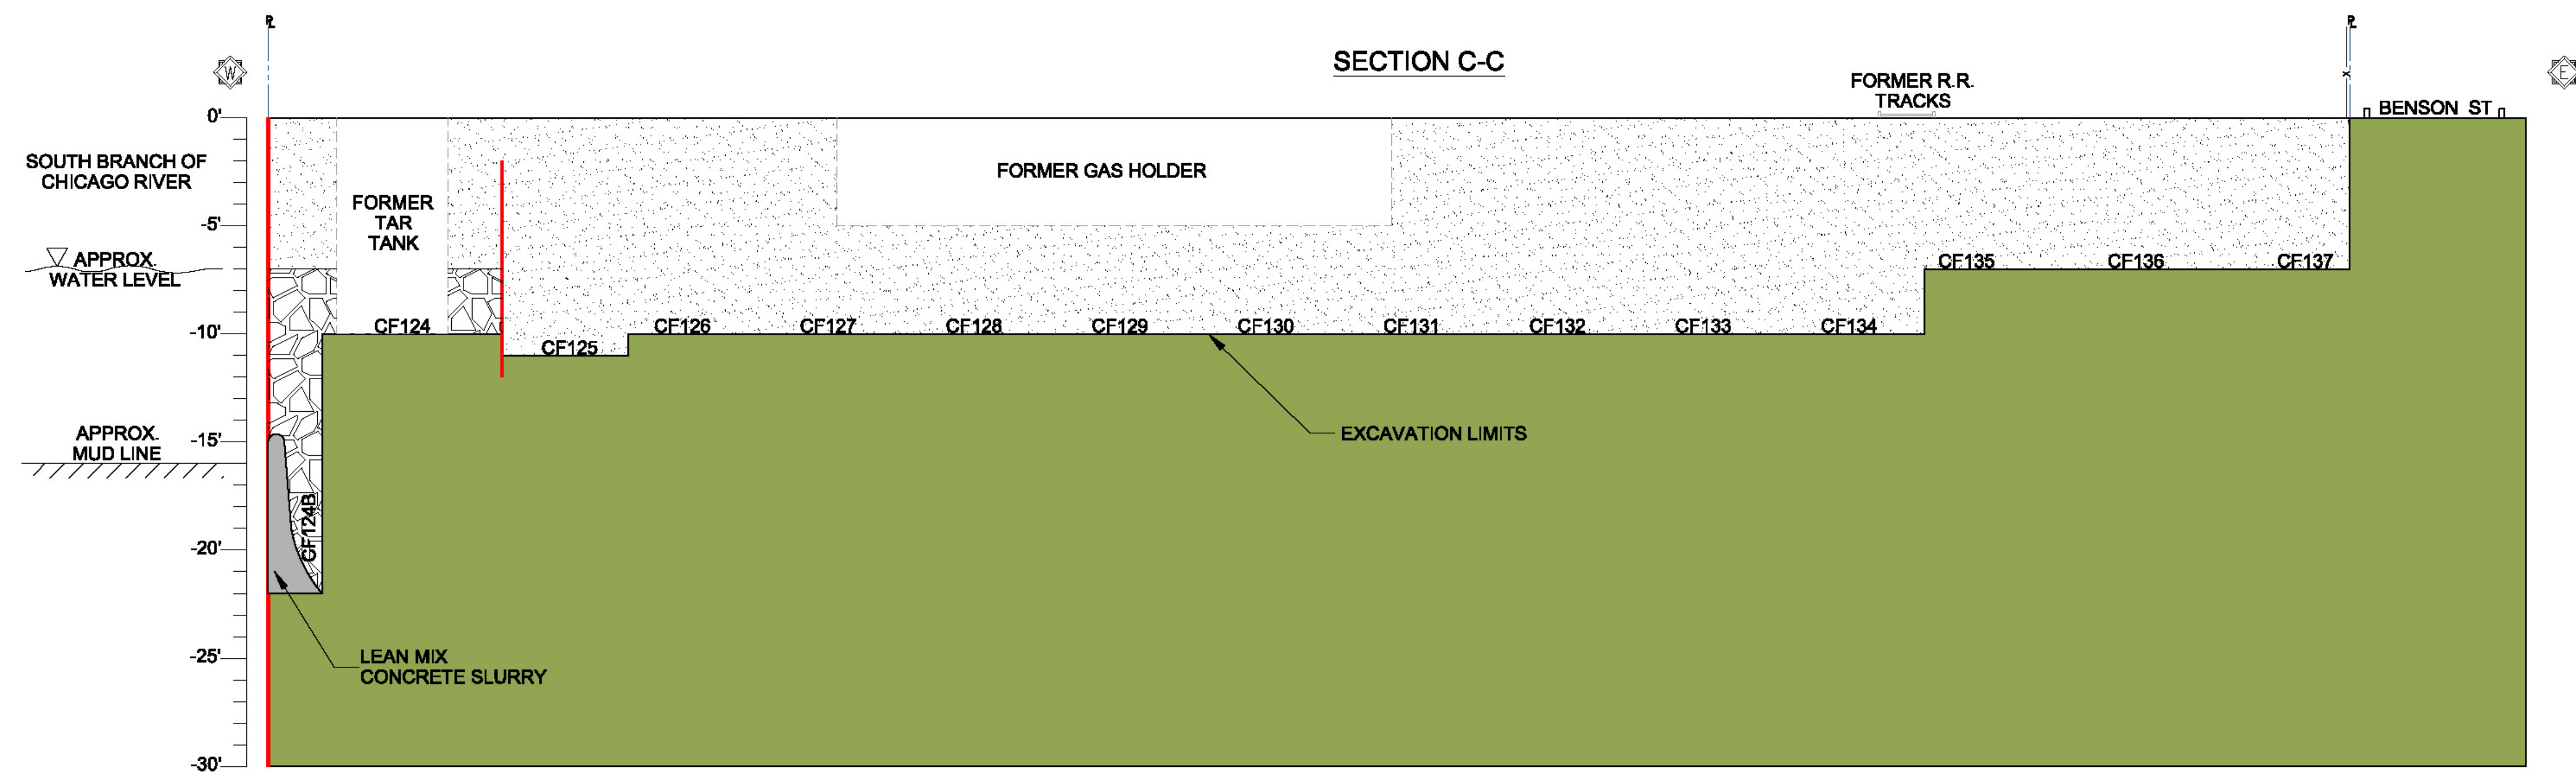 PL
PL
SECTION C-C
W
E
FORMER R.R.
TRACKS
X
BENSON ST
0'
SOUTH BRANCH OF
CHICAGO RIVER
FORMER GAS HOLDER
FORMER
TAR
TANK
-5'
APPROX.
WATER LEVEL
CF135
CF136
CF137
-10'
CF124
CF125
CF126
CF127
CF128
CF129
CF130
CF131
CF132
CF133
CF134
EXCAVATION LIMITS
APPROX.
MUD LINE
-15'
CF124B
-20'
LEAN MIX
CONCRETE SLURRY
-25'
-30'